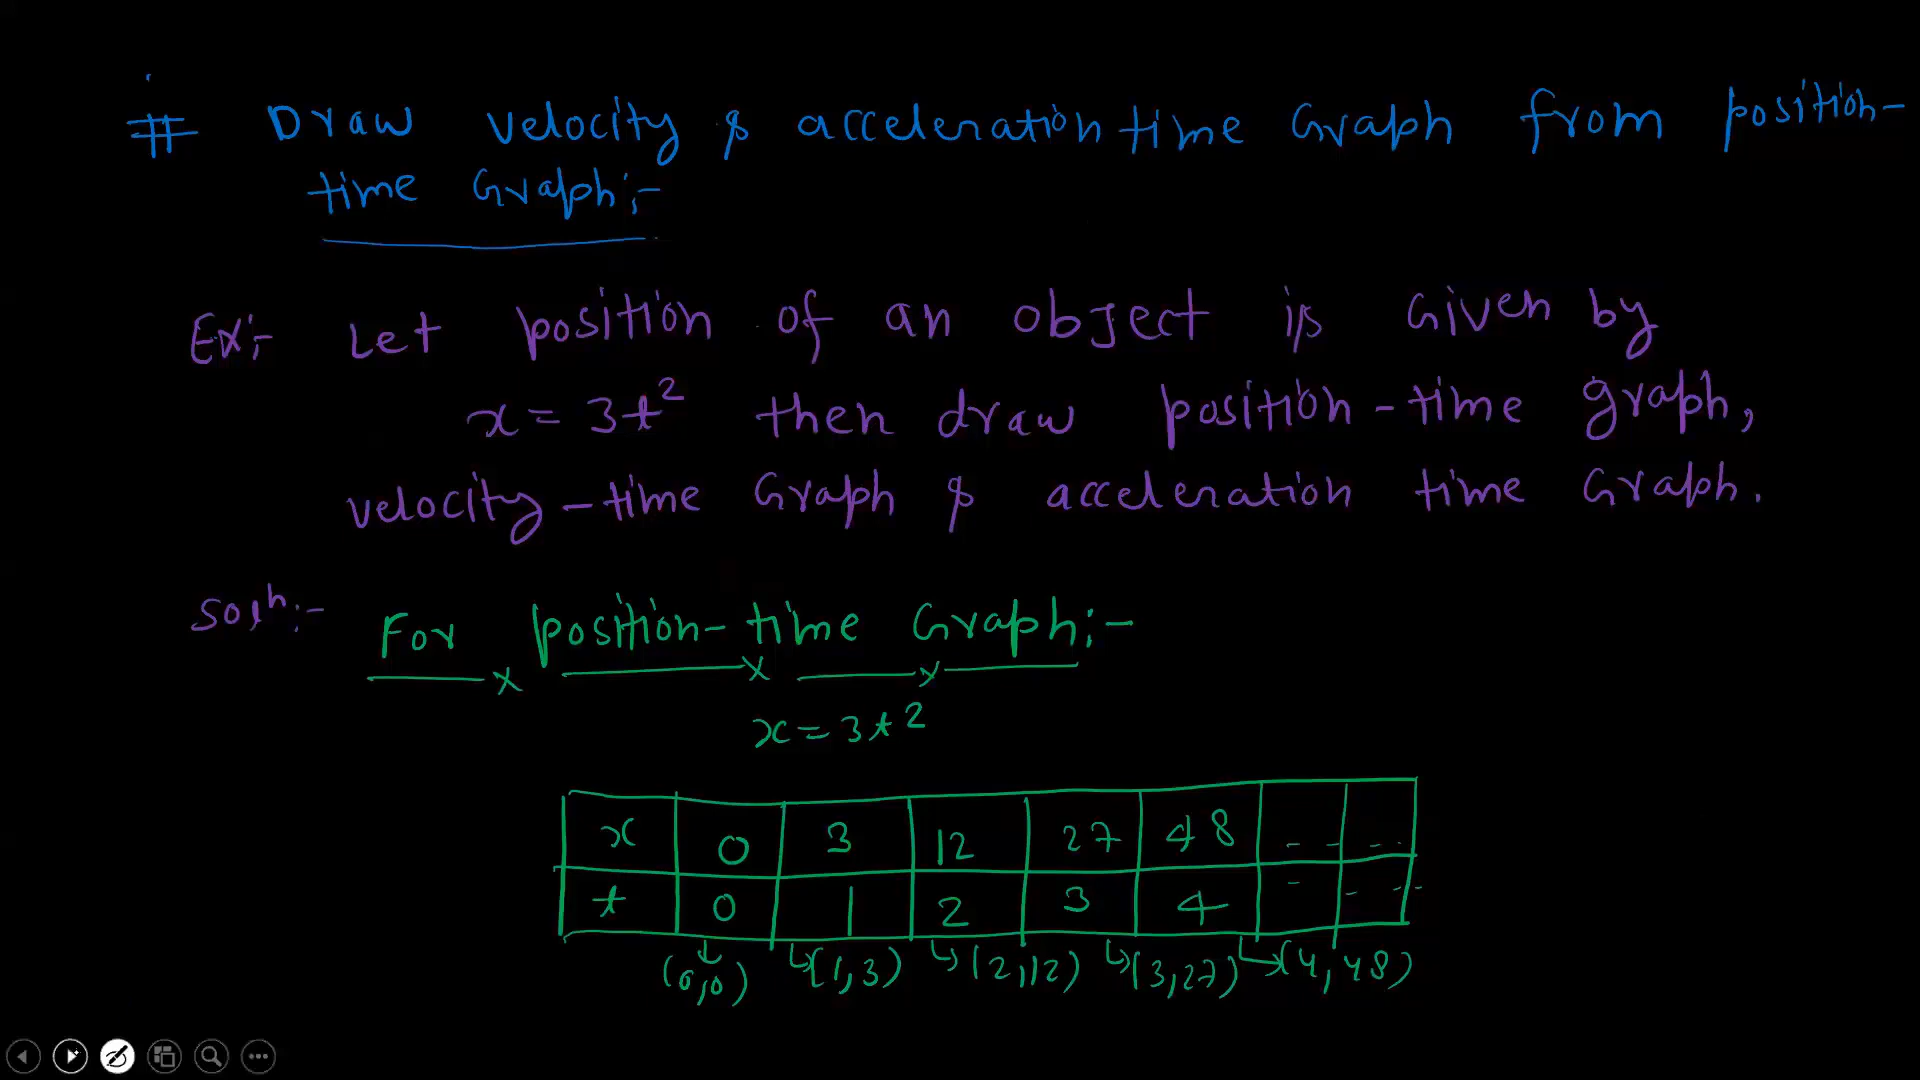 # Draw velocity & acceleration time Graph from position-
time Graph:-
Ex:- Let position of an object is Given by
x = 3t² then draw position-time graph,
velocity-time Graph & acceleration time Graph.
Soln:- For position-time Graph:-
x = 3t²
x 0 3 12 27 48 -- --
t 0 1 2 3 4 - - --
(0,0) (1,3) (2,12) (3,27) (4,48)